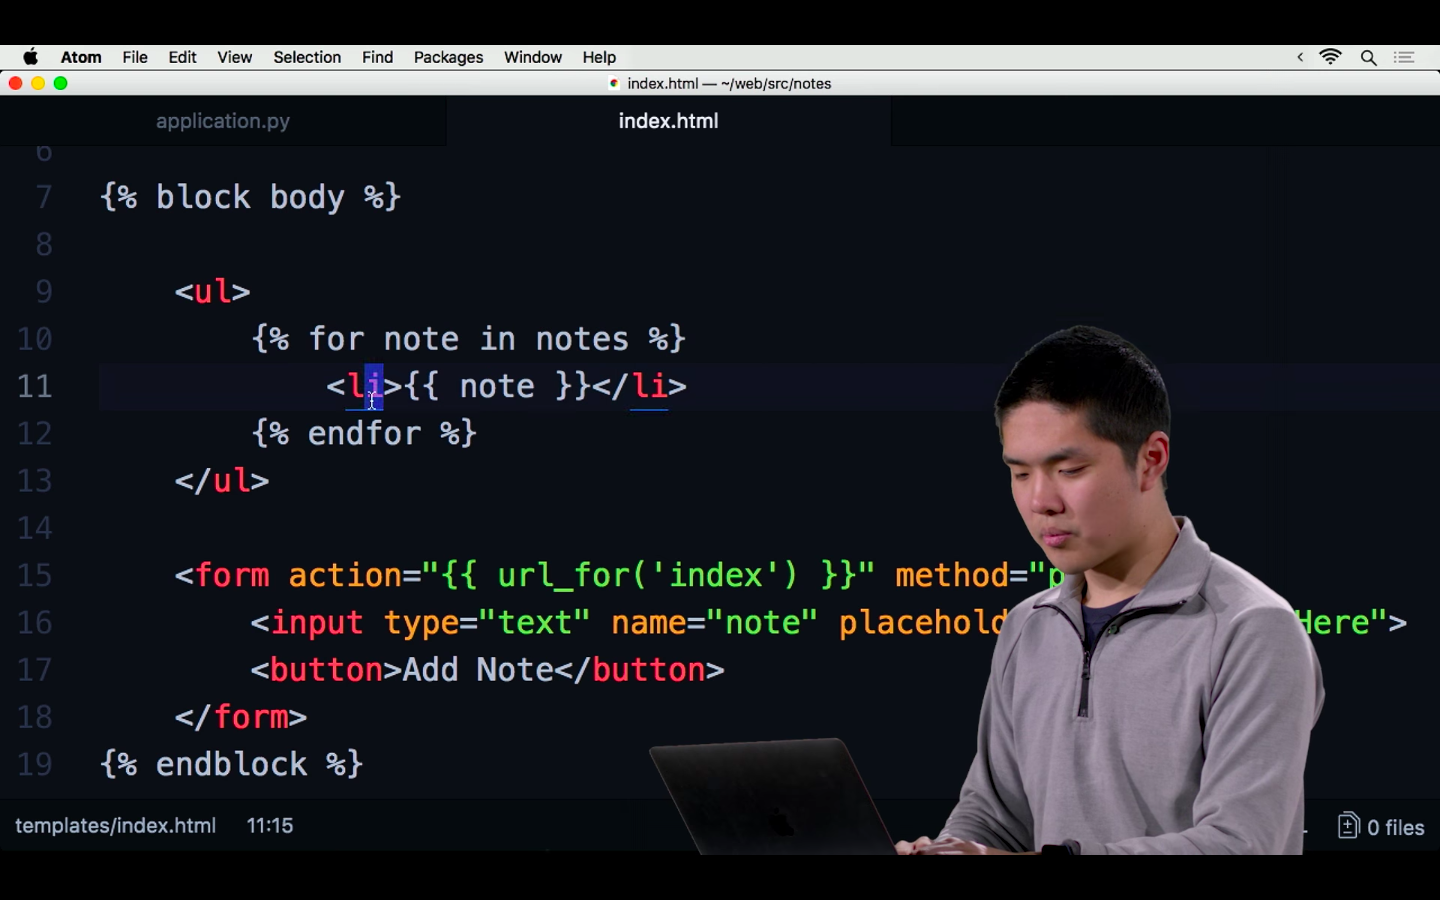 Atom File Edit View Selection Find Packages Window Help
index.html — ~/web/src/notes
application.py index.html
6
7 {% block body %}
8
9 <ul>
10 {% for note in notes %}
11 <li>{{ note }}</li>
12 {% endfor %}
13 </ul>
14
15 <form action="{{ url_for('index') }}" method="p
16 <input type="text" name="note" placehold Here">
17 <button>Add Note</button>
18 </form>
19 {% endblock %}
templates/index.html 11:15 0 files